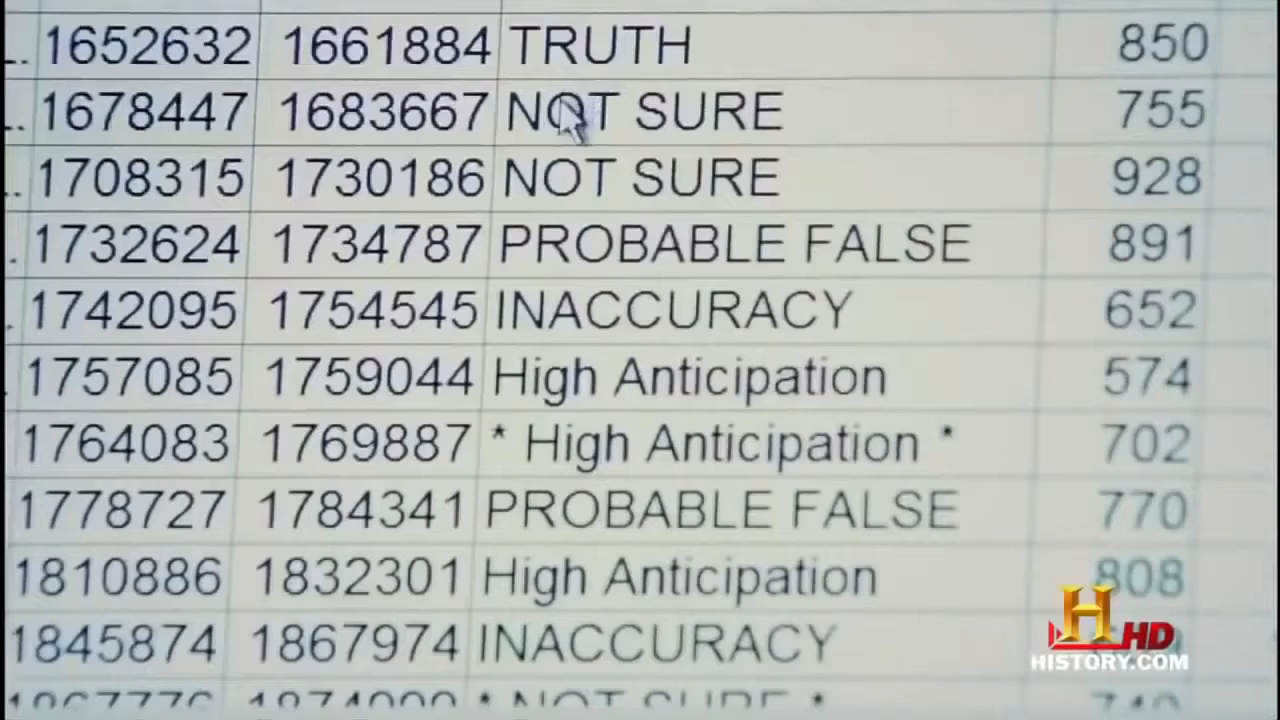 .. 1652632 1661884 TRUTH 850
.. 1678447 1683667 NOT SURE 755
.. 1708315 1730186 NOT SURE 928
. 1732624 1734787 PROBABLE FALSE 891
. 1742095 1754545 INACCURACY 652
. 1757085 1759044 High Anticipation 574
1764083 1769887 * High Anticipation * 702
1778727 1784341 PROBABLE FALSE 770
1810886 1832301 High Anticipation 808
1845874 1867974 INACCURACY
* NOT SURE *
H HD
HISTORY.COM